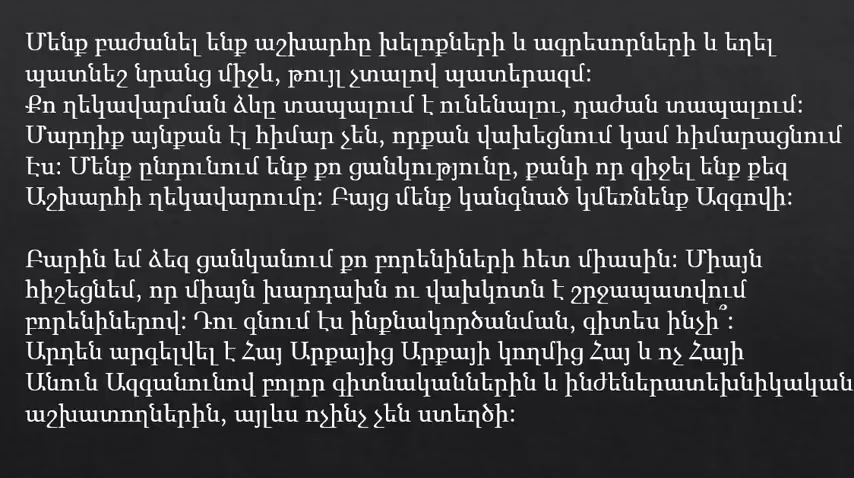 Մենք բաժանել ենք աշխարհը խելոքների և ագրեսորների և եղել
պատնեշ նրանց միջև, թույլ չտալով պատերազմ:
Քո ղեկավարման ձևը տապալում է ունենալու, դաժան տապալում:
Մարդիք այնքան էլ հիմար չեն, որքան վախեցնում կամ հիմարացնում
էս: Մենք ընդունում ենք քո ցանկությունը, քանի որ զիջել ենք քեզ
Աշխարհի ղեկավարումը: Բայց մենք կանգնած կմեռնենք Ազգովի:
Բարին եմ ձեզ ցանկանում քո բորենիների հետ միասին: Միայն
հիշեցնեմ, որ միայն խարդախն ու վախկոտն է շրջապատվում
բորենիներով: Դու գնում էս ինքնակործանման, գիտես ինչի՞:
Արդեն արգելվել է Հայ Արքայից Արքայի կողմից Հայ և ոչ Հայի
Անուն Ազգանունով բոլոր գիտնականներին և ինժեներատեխնիկական
աշխատողներին, այլևս ոչինչ չեն ստեղծի: